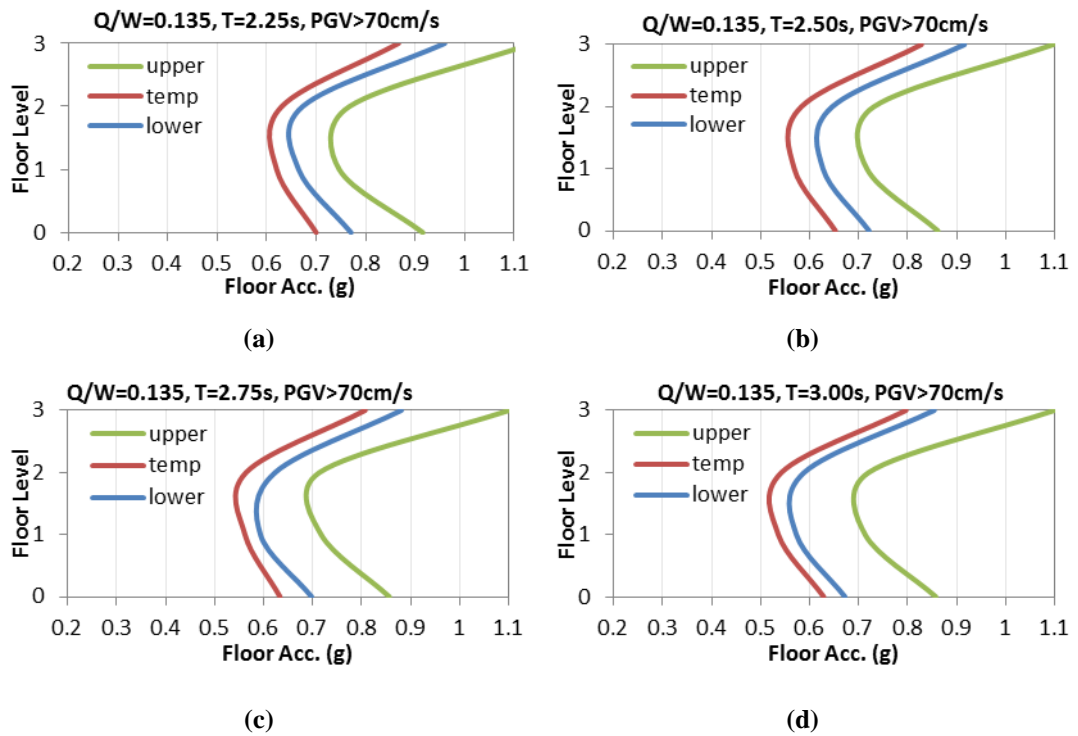 Q/W=0.135, T=2.25s, PGV>70cm/s
3
2
1
0
Floor Level
upper
temp
lower
0.2 0.3 0.4 0.5 0.6 0.7 0.8 0.9 1 1.1
Floor Acc. (g)
(a)
Q/W=0.135, T=2.50s, PGV>70cm/s
3
2
1
0
Floor Level
upper
temp
lower
0.2 0.3 0.4 0.5 0.6 0.7 0.8 0.9 1 1.1
Floor Acc. (g)
(b)
Q/W=0.135, T=2.75s, PGV>70cm/s
3
2
1
0
Floor Level
upper
temp
lower
0.2 0.3 0.4 0.5 0.6 0.7 0.8 0.9 1 1.1
Floor Acc. (g)
(c)
Q/W=0.135, T=3.00s, PGV>70cm/s
3
2
1
0
Floor Level
upper
temp
lower
0.2 0.3 0.4 0.5 0.6 0.7 0.8 0.9 1 1.1
Floor Acc. (g)
(d)